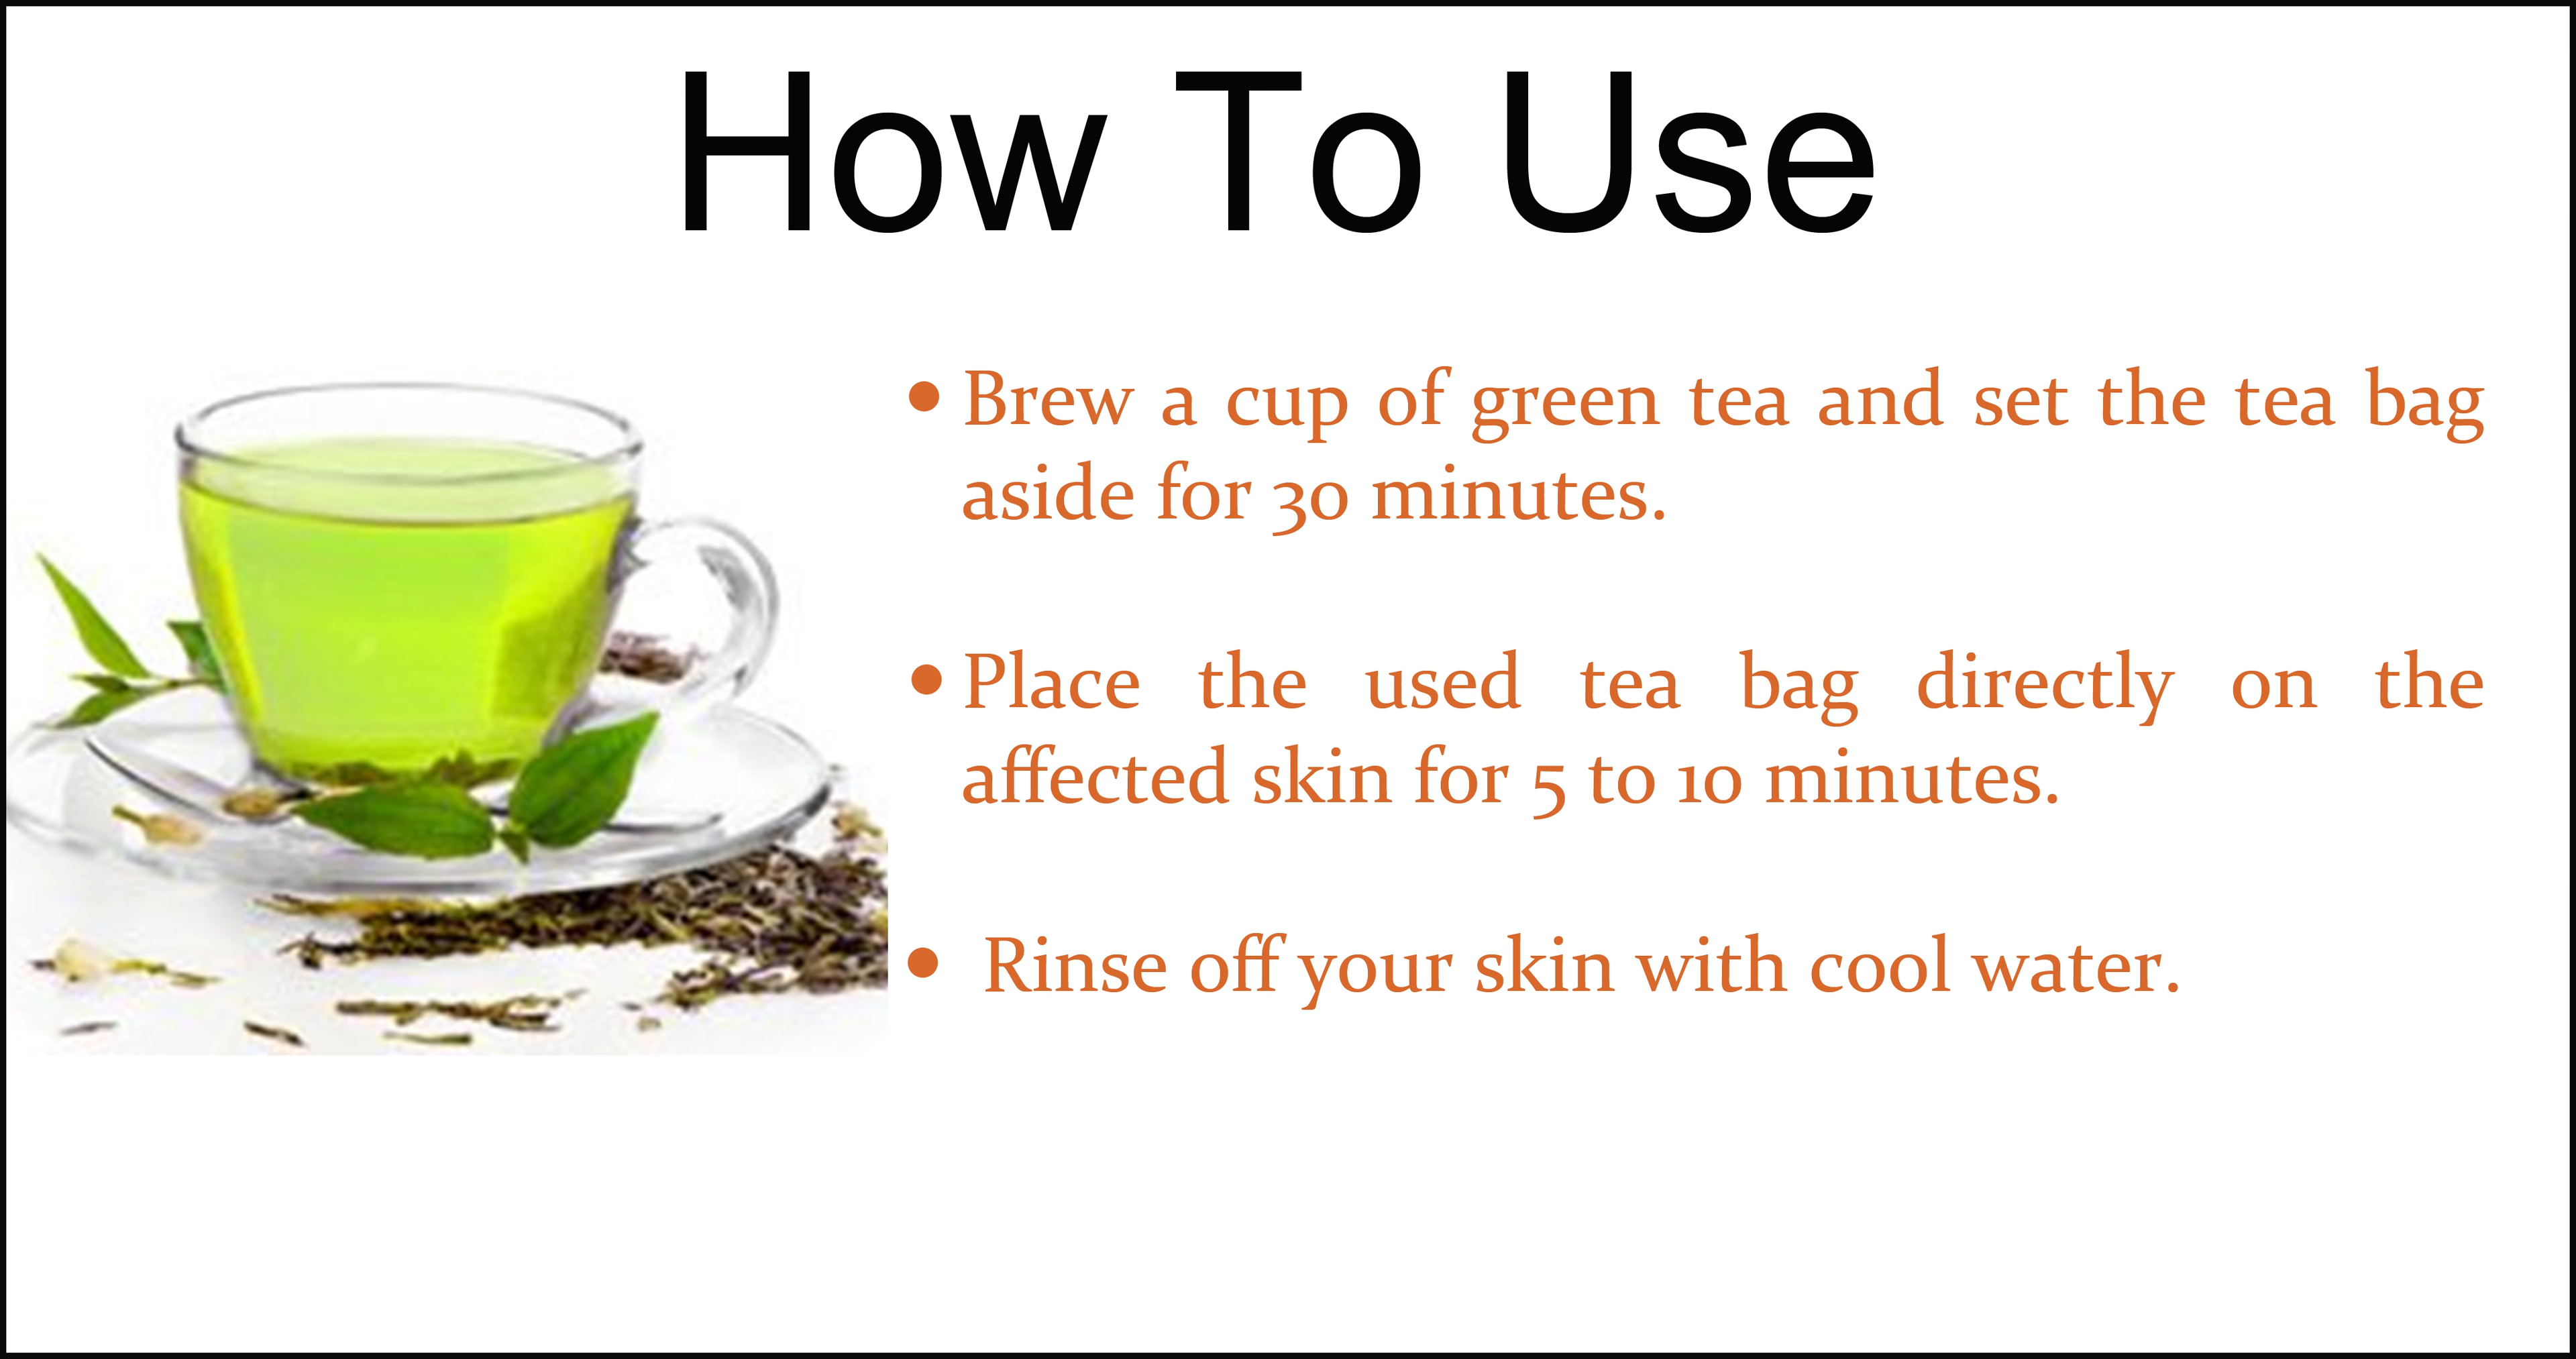 How To Use
• Brew a cup of green tea and set the tea bag
aside for 30 minutes.
• Place the used tea bag directly on the
affected skin for 5 to 10 minutes.
• Rinse off your skin with cool water.